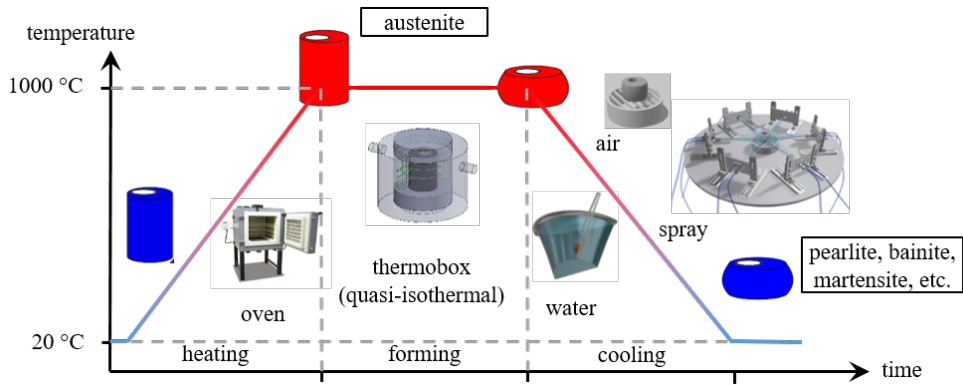 austenite
temperature
1000 °C
air
spray
pearlite, bainite,
martensite, etc.
thermobox
(quasi-isothermal)
oven
water
20 °C
heating
forming
cooling
time